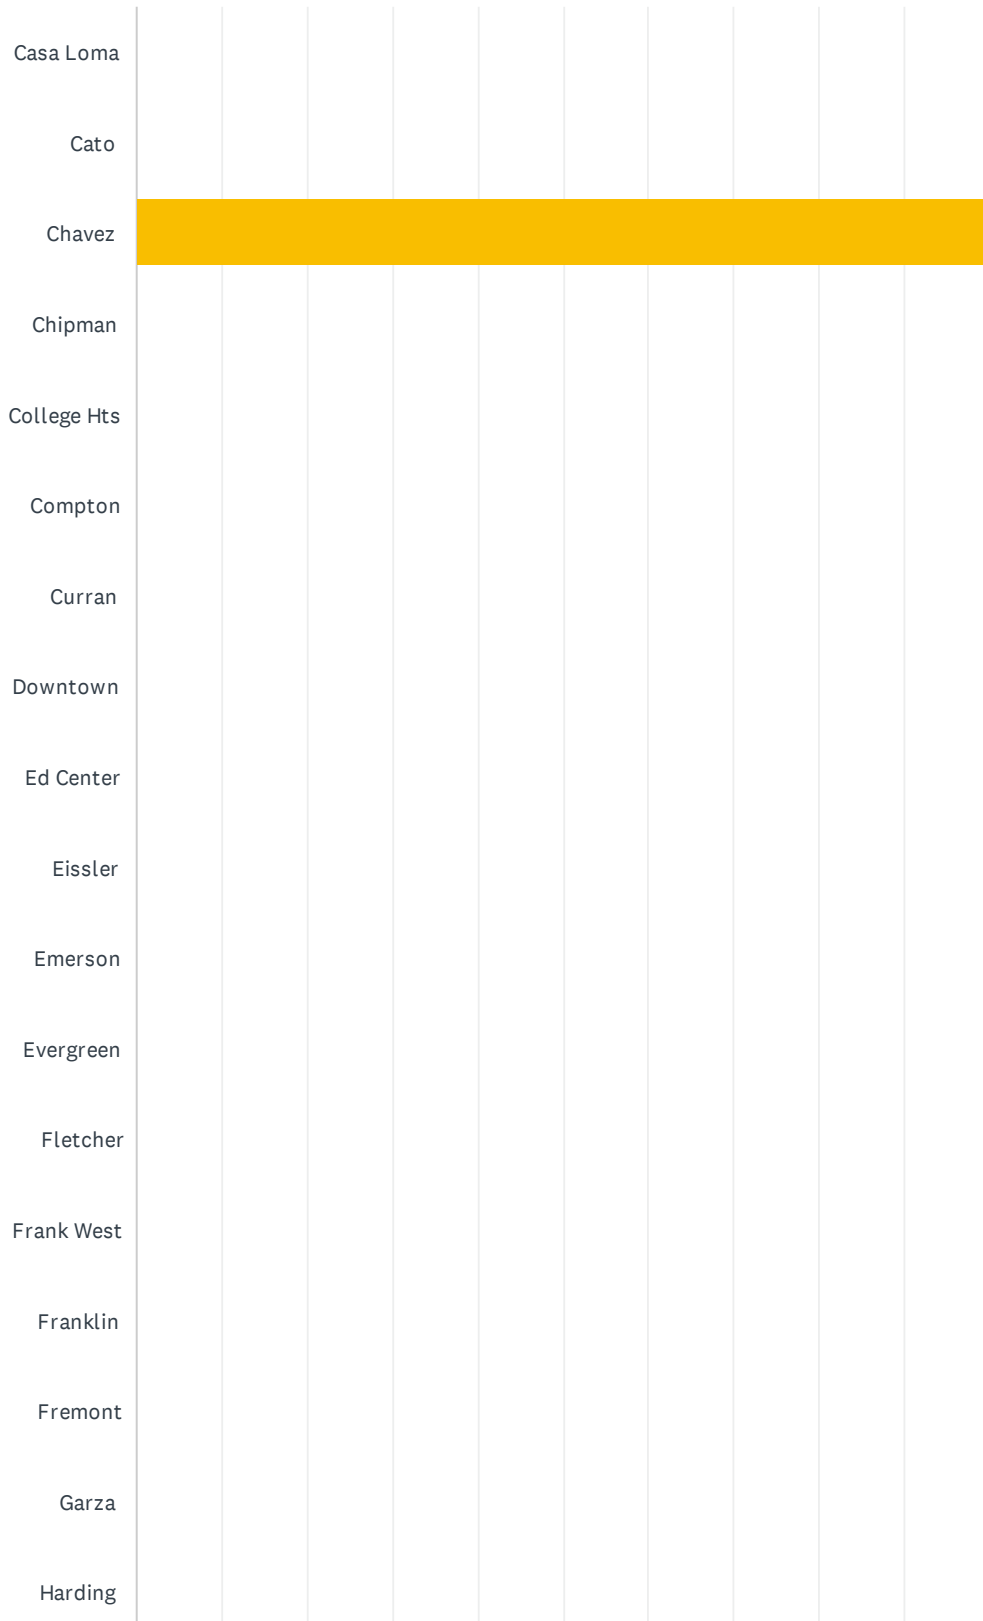 Casa Loma
Cato
Chavez
Chipman
College Hts
Compton
Curran
Downtown
Ed Center
Eissler
Emerson
Evergreen
Fletcher
Frank West
Franklin
Fremont
Garza
Harding